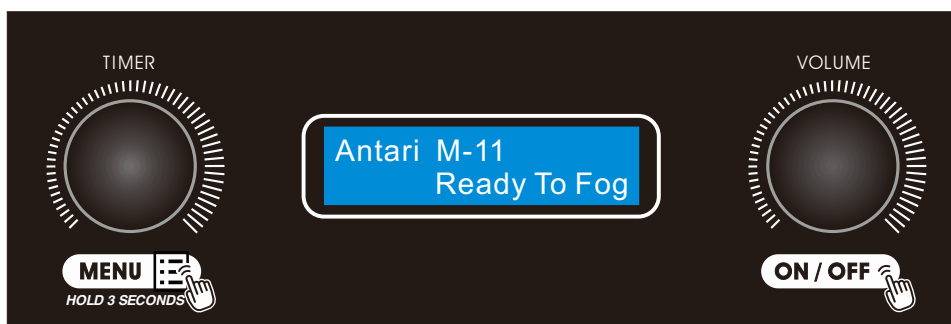 TIMER
VOLUME
Antari M-11
Ready To Fog
MENU
ON / OFF
HOLD 3 SECONDS